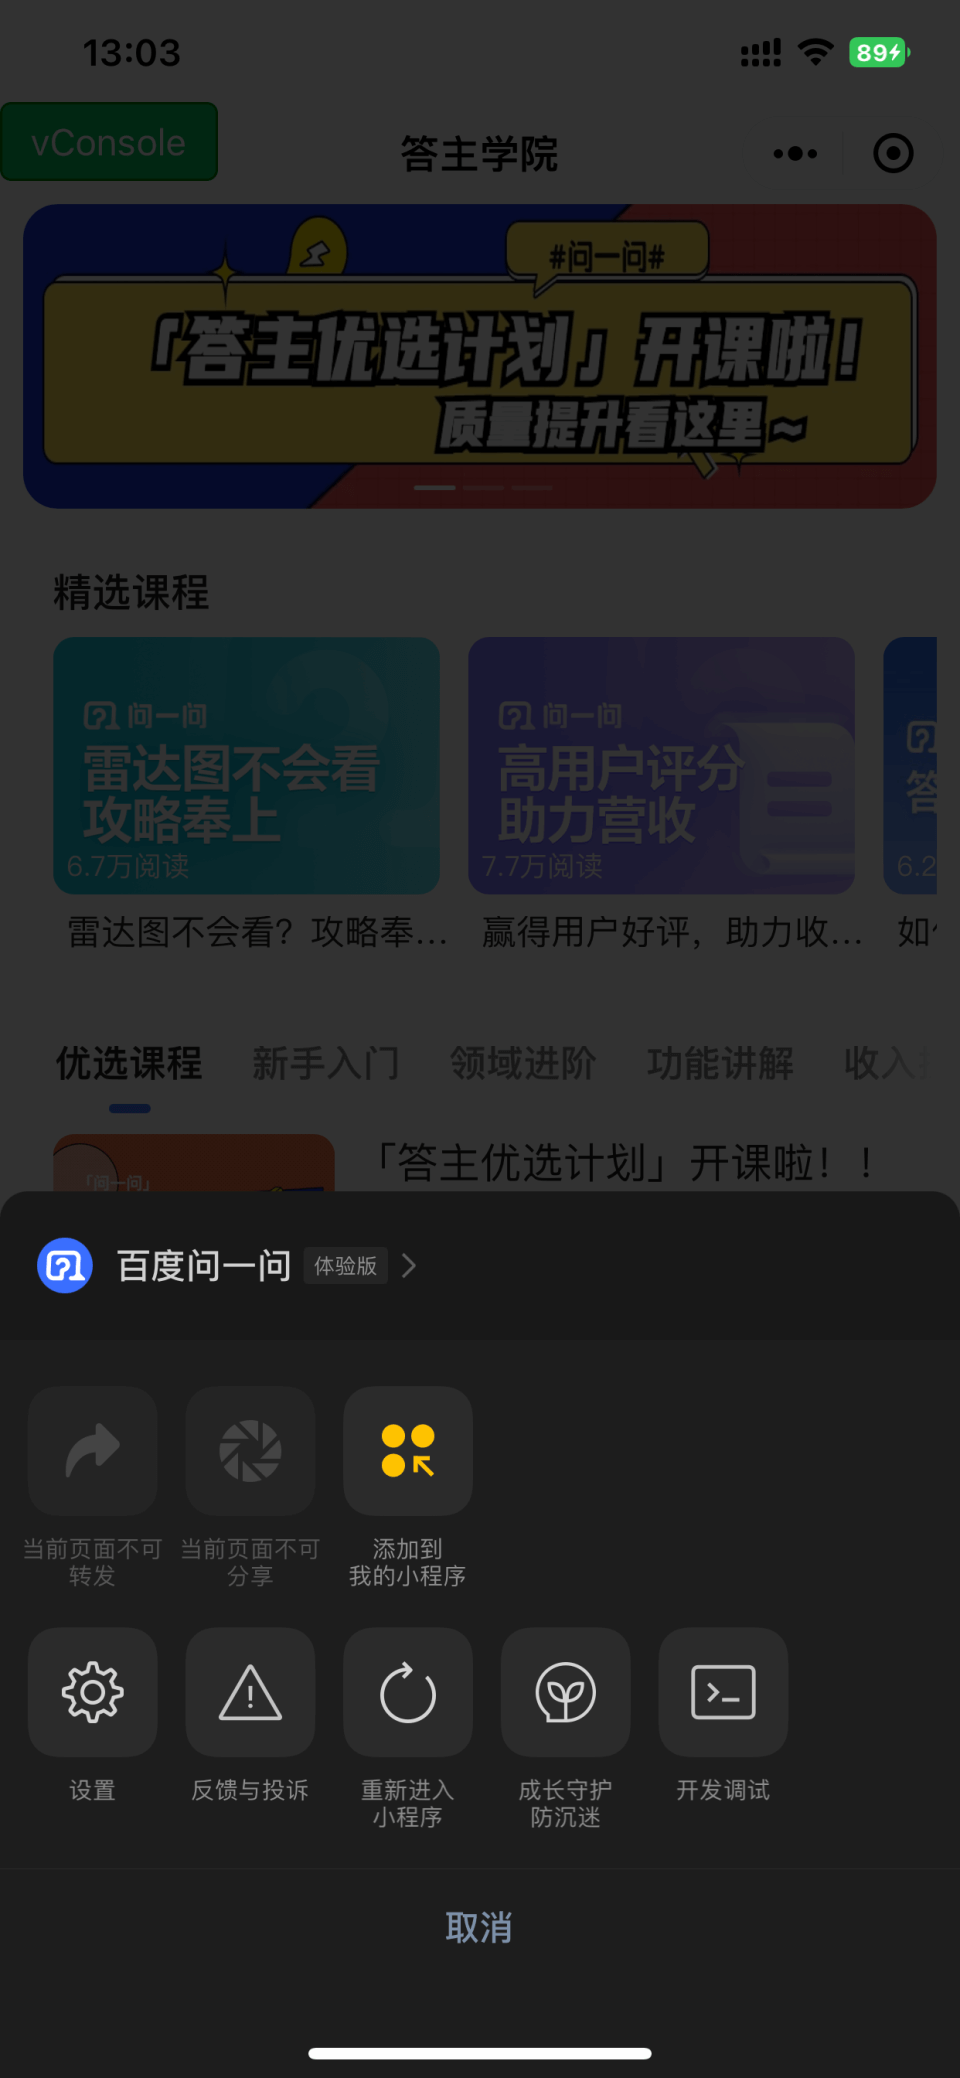 13:03
89
vConsole
答主学院
#问一问#
「答主优选计划」开课啦!
质量提升看这里~
精选课程
问一问
雷达图不会看
攻略奉上
6.7万阅读
问一问
高用户评分
助力营收
7.7万阅读
答
6.2
雷达图不会看？攻略奉...
赢得用户好评，助力收...
如
优选课程
新手入门
领域进阶
功能讲解
收入
「问一问」
「答主优选计划」开课啦！！
百度问一问
体验版
当前页面不可
转发
当前页面不可
分享
添加到
我的小程序
设置
反馈与投诉
重新进入
小程序
成长守护
防沉迷
开发调试
取消